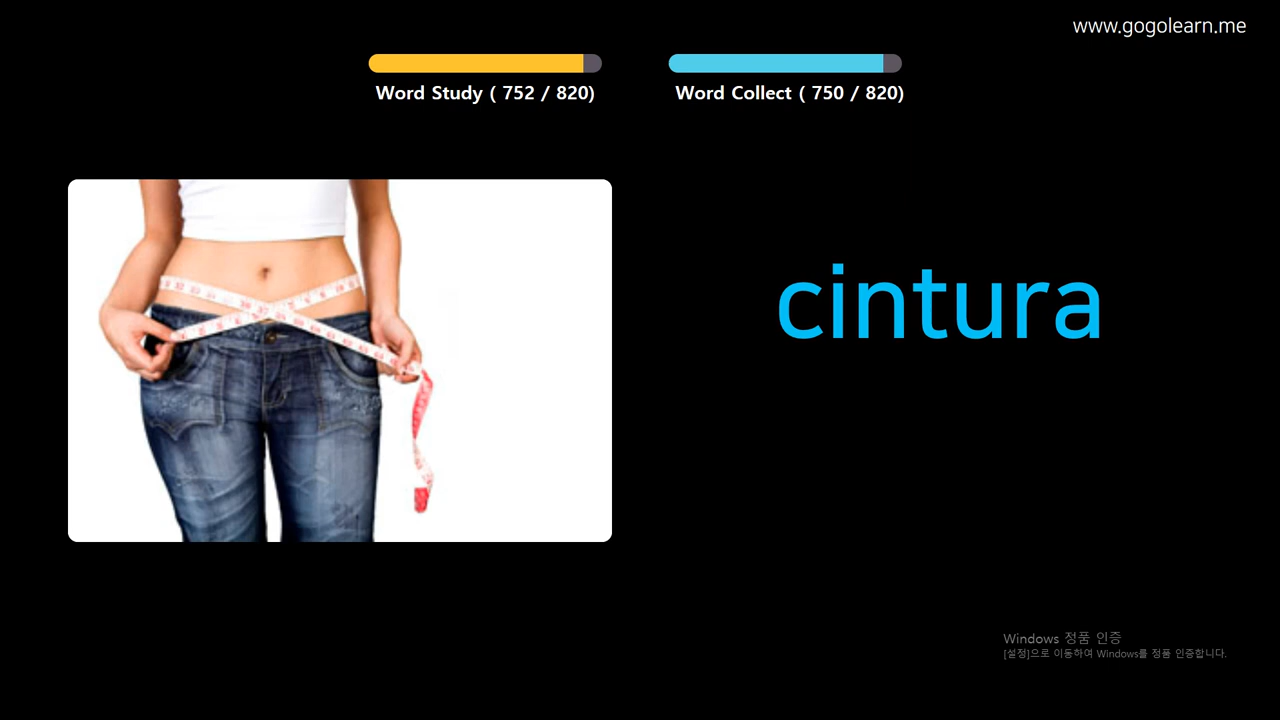 www.gogolearn.me
Word Study ( 752 / 820)
Word Collect ( 750 / 820)
cintura
Windows 정품 인증
[설정]으로 이동하여 Windows를 정품 인증합니다.